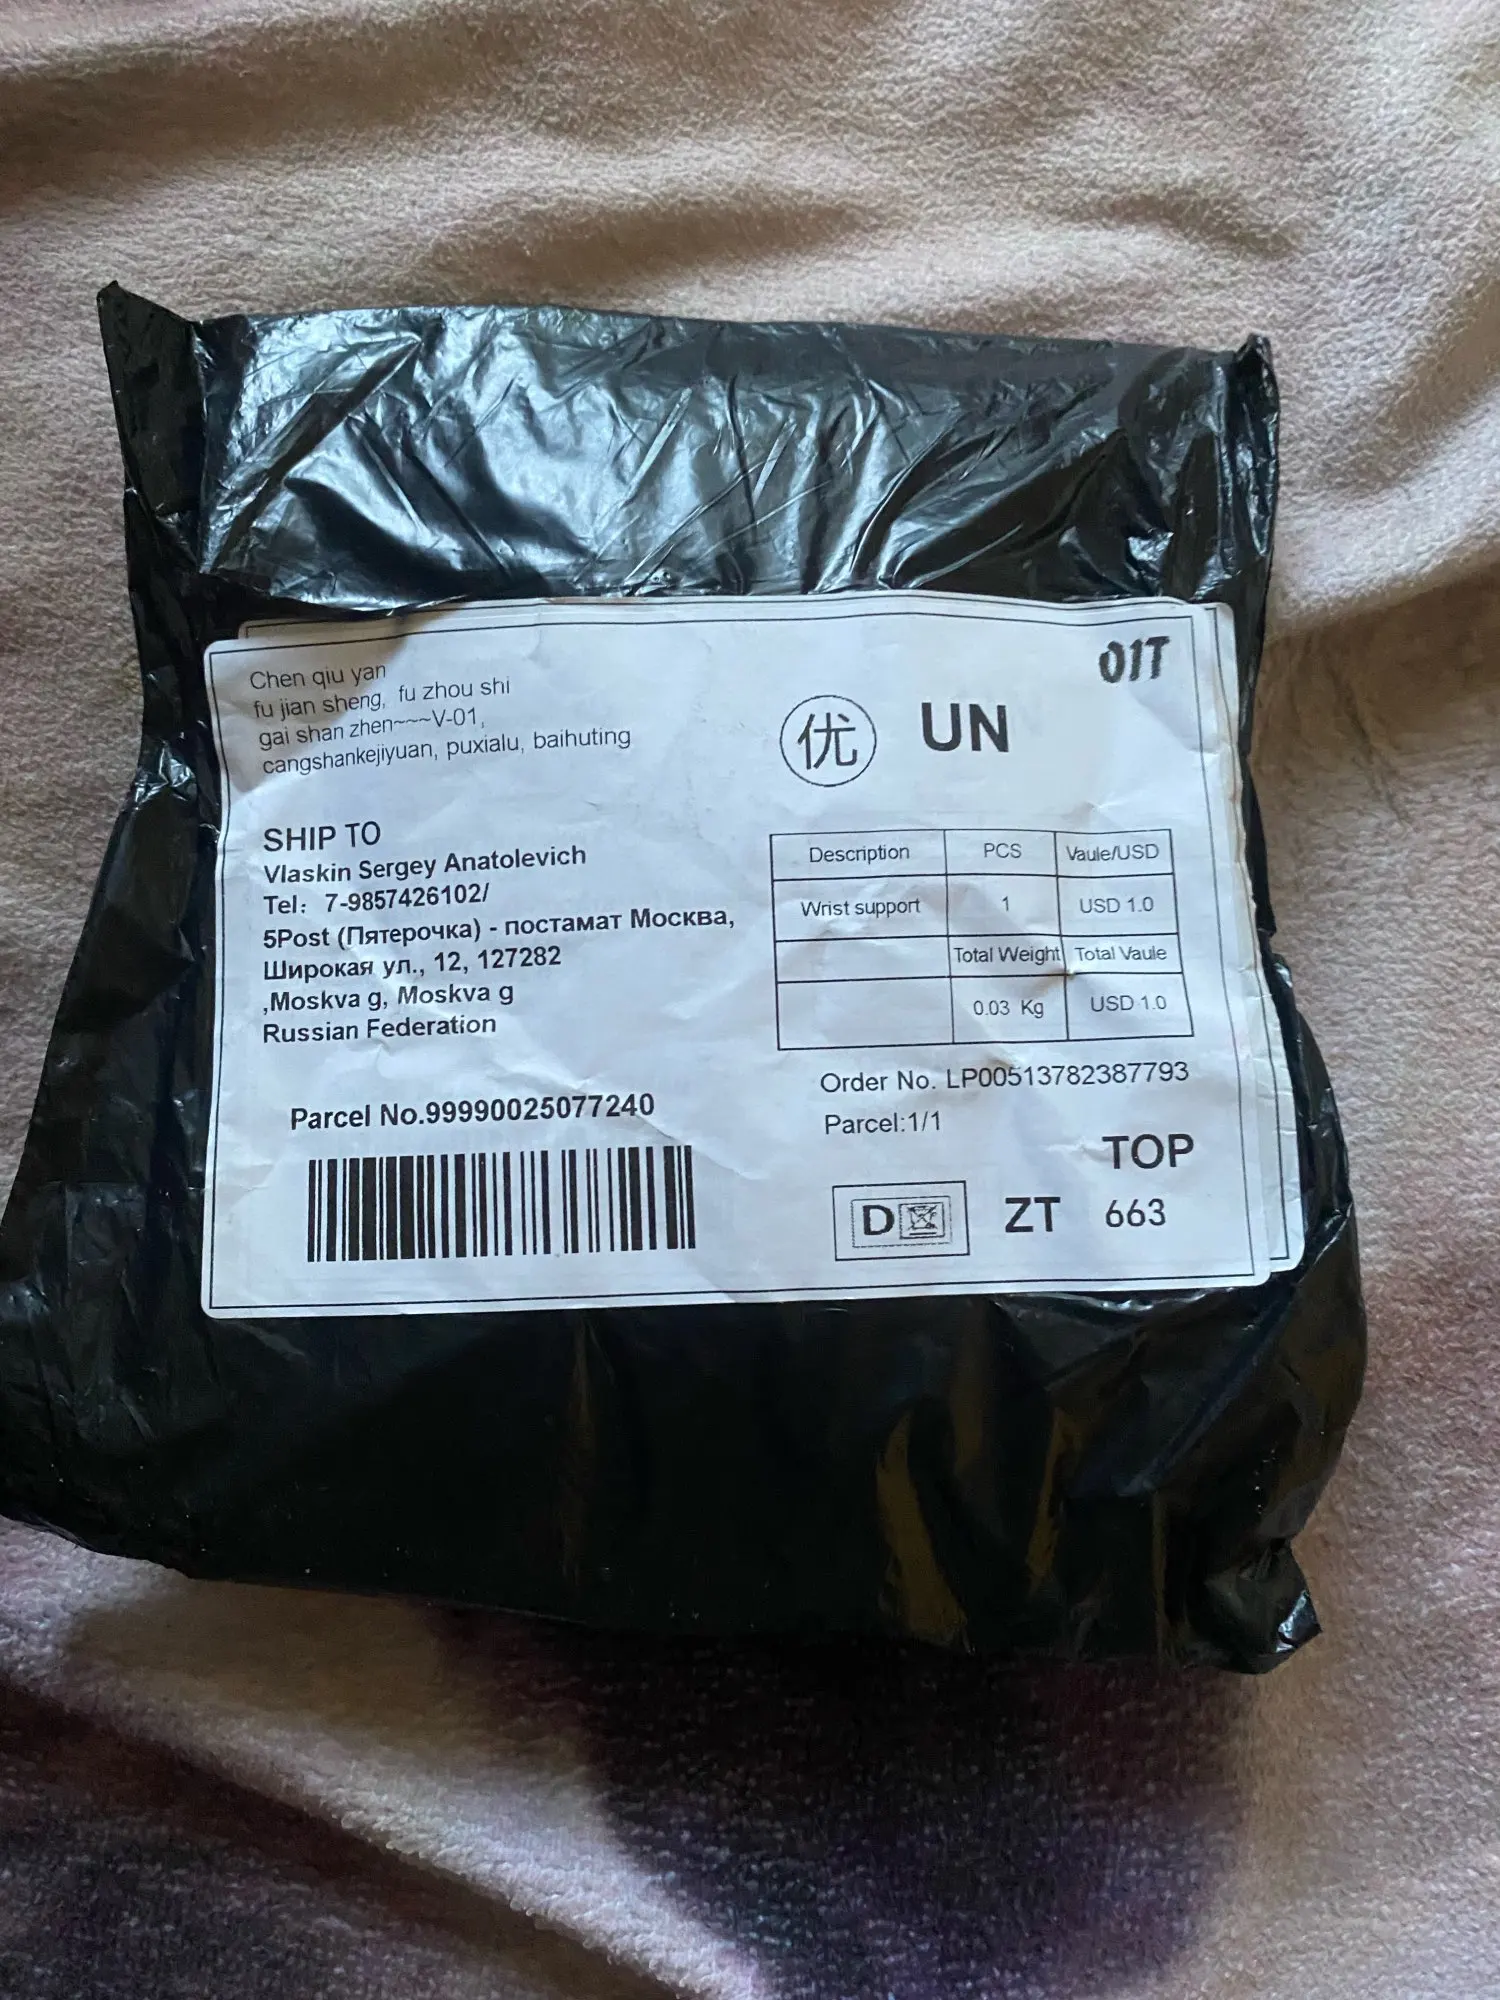 Chen qiu yan
fu jian sheng, fu zhou shi
gai shan zhen~~~V-01,
cangshankejiyuan, puxialu, baihuting
01T
优 UN
SHIP TO
Vlaskin Sergey Anatolevich
Tel: 7-9857426102/
5Post (Пятерочка) - постамат Москва,
Широкая ул., 12, 127282
,Moskva g, Moskva g
Russian Federation
Description PCS Vaule/USD
Wrist support 1 USD 1.0
Total Weight Total Vaule
0.03 Kg USD 1.0
Order No. LP00513782387793
Parcel:1/1
Parcel No.99990025077240
TOP
D ZT 663